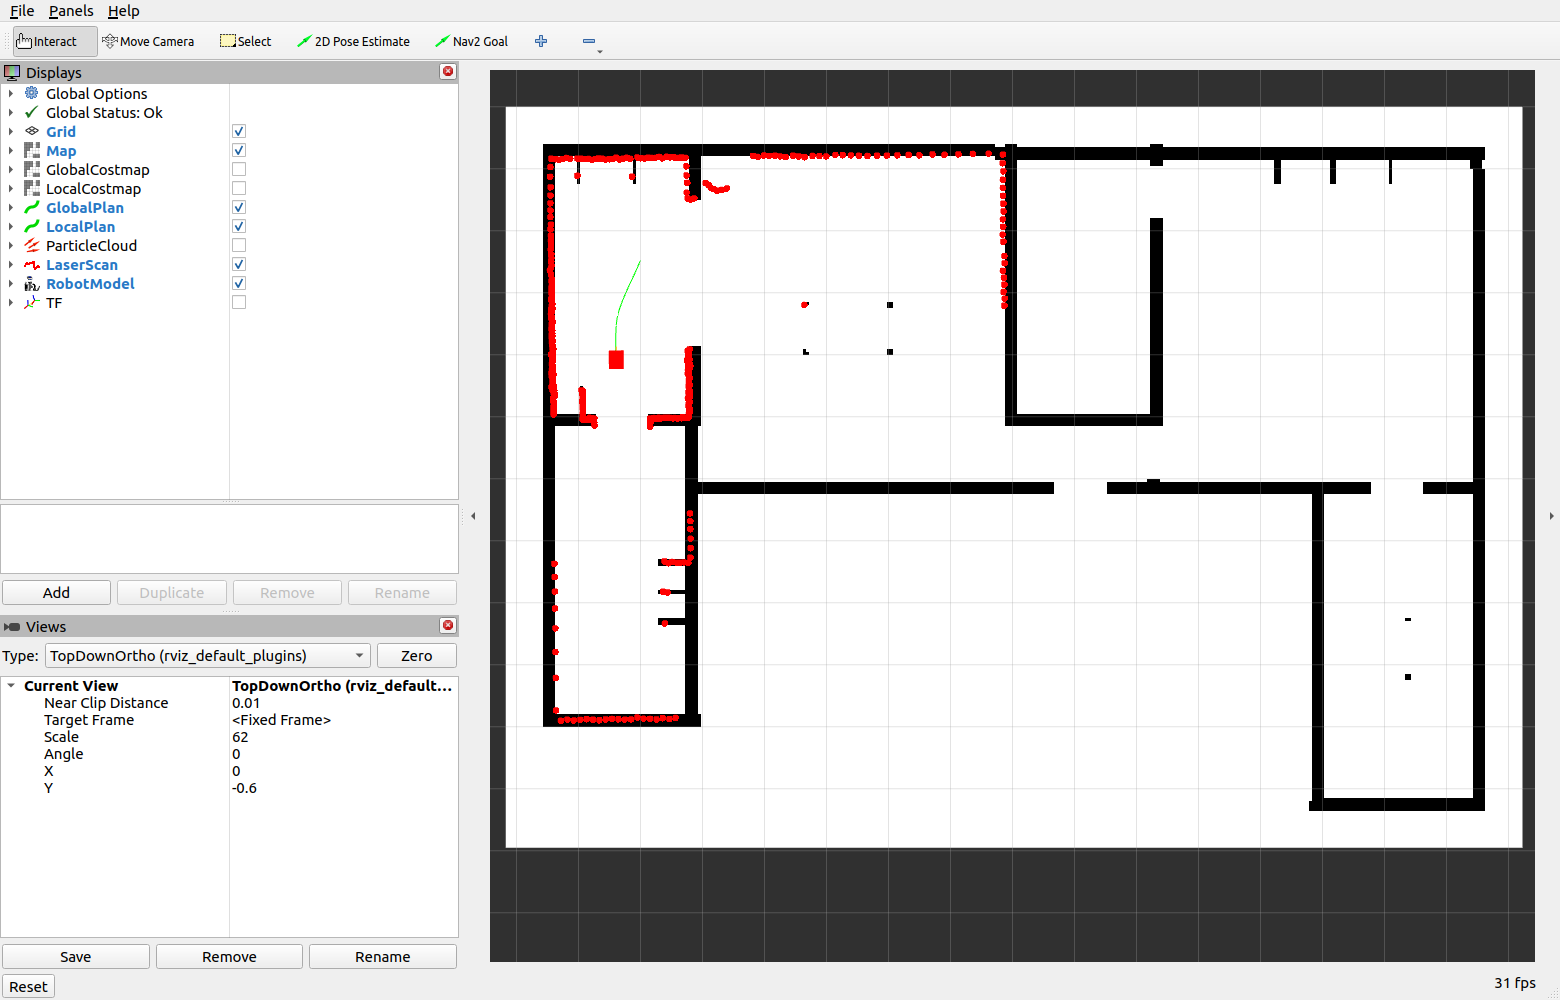 File Panels Help
Interact Move Camera Select 2D Pose Estimate Nav2 Goal
Displays
Global Options
Global Status: Ok
Grid
Map
GlobalCostmap
LocalCostmap
GlobalPlan
LocalPlan
ParticleCloud
LaserScan
RobotModel
TF
Add Duplicate Remove Rename
Views
Type: TopDownOrtho (rviz_default_plugins) Zero
Current View TopDownOrtho (rviz_default...
Near Clip Distance 0.01
Target Frame <Fixed Frame>
Scale 62
Angle 0
X 0
Y -0.6
Save Remove Rename
Reset 31 fps